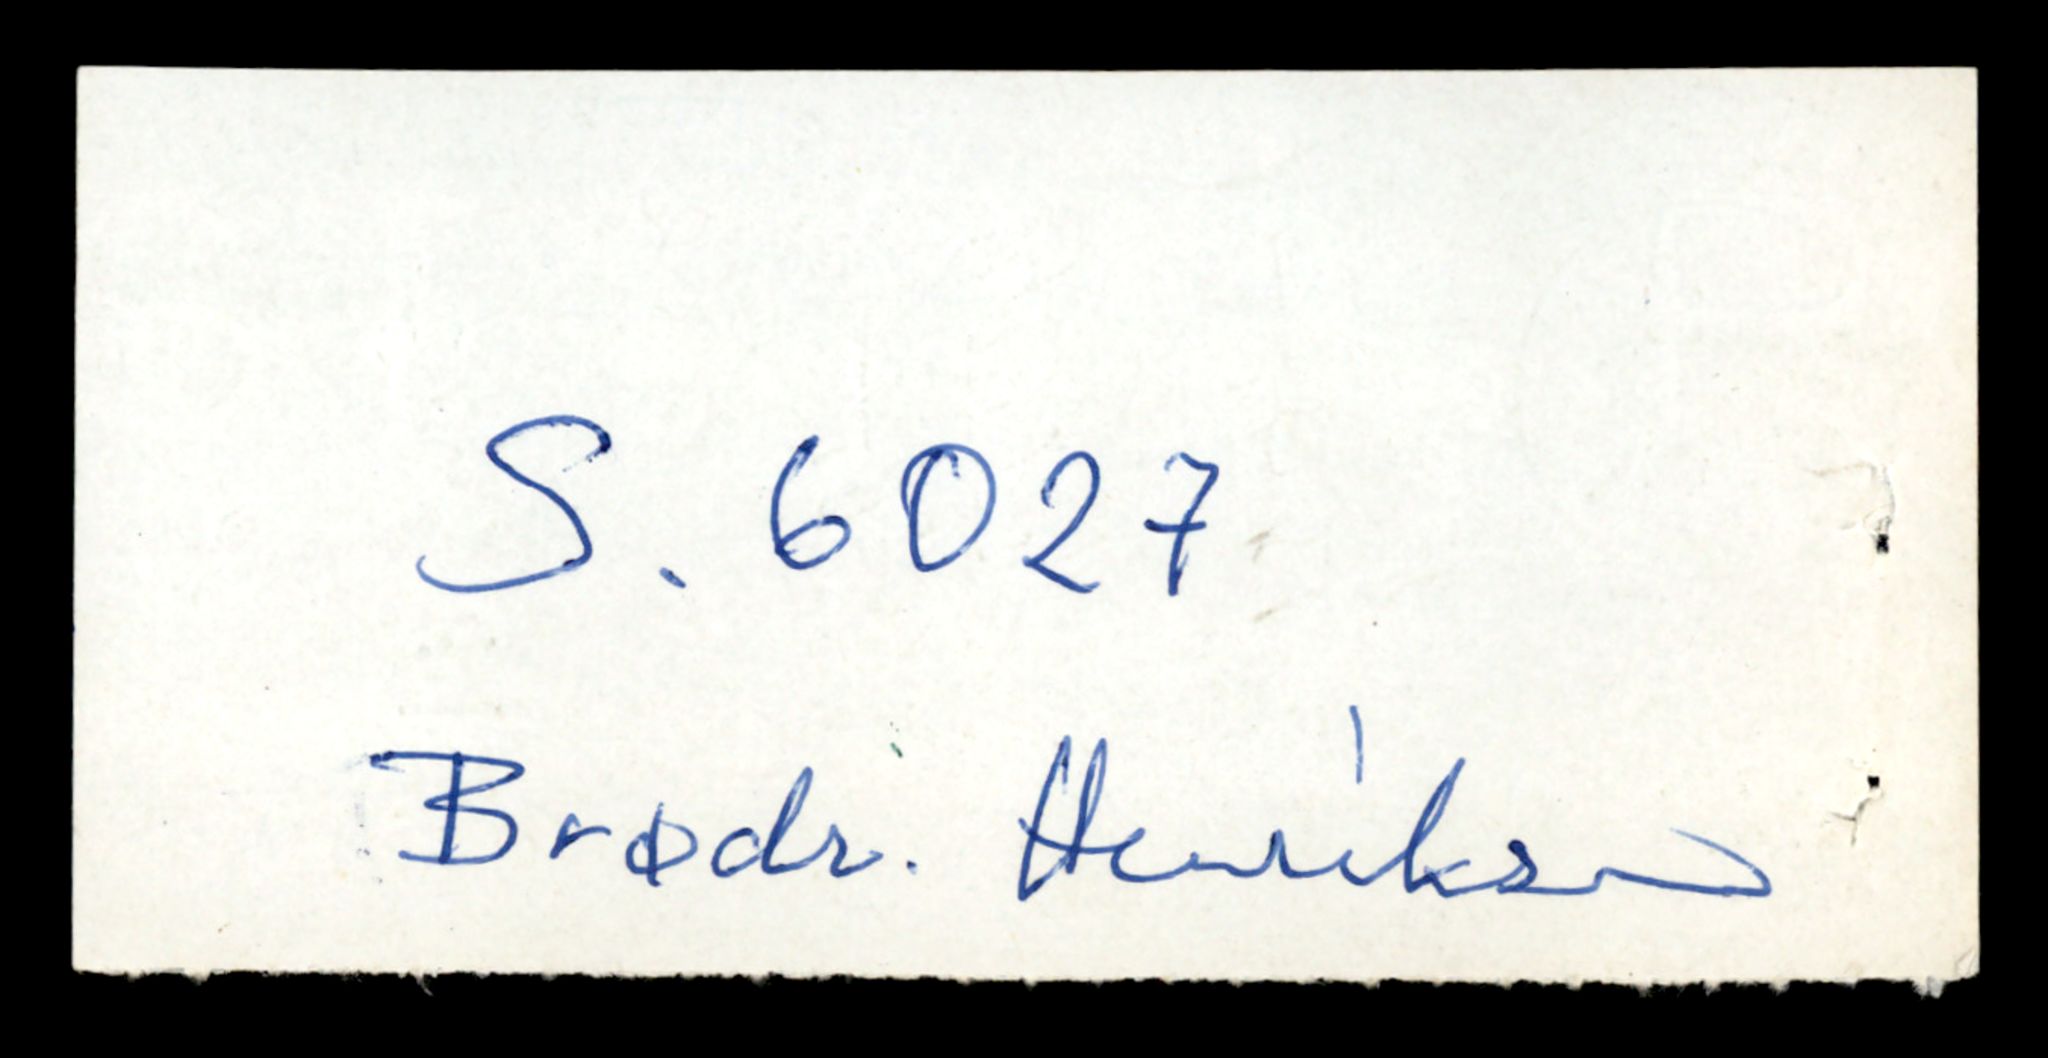 S. 6027
Brødr. Henriksen